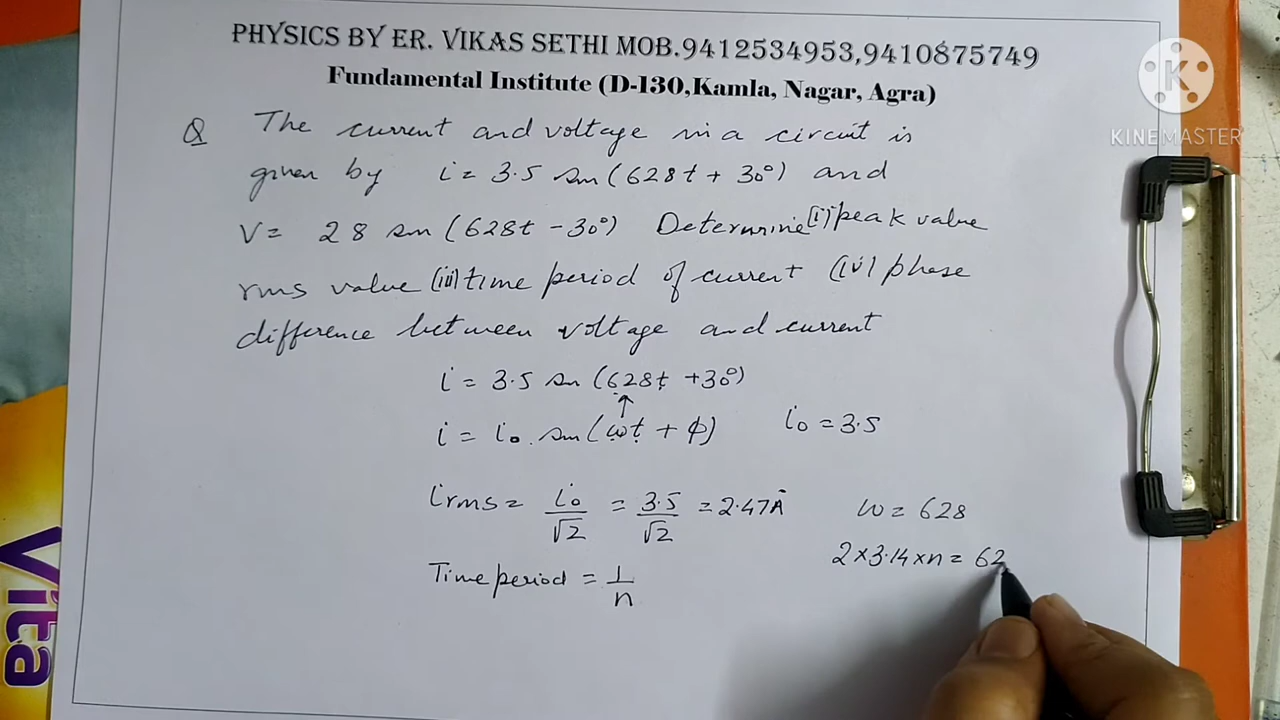 PHYSICS BY ER. VIKAS SETHI MOB.9412534953,9410875749
Fundamental Institute (D-130,Kamla, Nagar, Agra)
K
KINEMASTER
Q The current and voltage in a circuit is
given by i = 3.5 sin (628t + 30°) and
V = 28 sin (628t - 30°) Determine (i) peak value
rms value (iii) time period of current (iv) phase
difference between voltage and current
i = 3.5 sin (628t + 30°)
↑
i = i₀ . sin (ωt + ϕ) i₀ = 3.5
irms = i₀/√2 = 3.5/√2 = 2.47A ω = 628
2×3.14×n = 62
Time period = 1/n
Vita